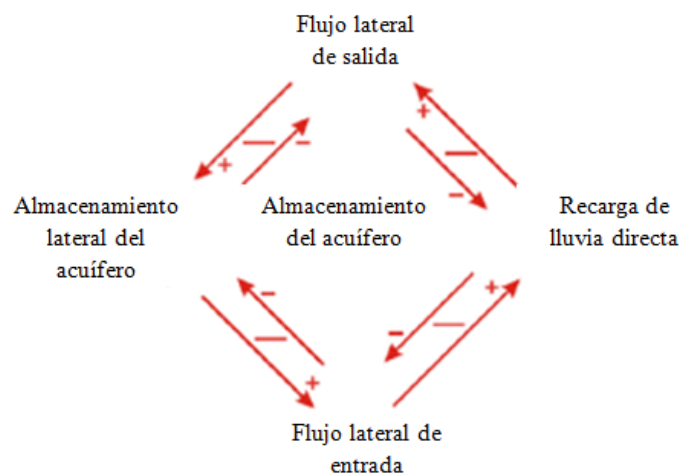 Flujo lateral
de salida
+
−
−
+
−
−
Almacenamiento
lateral del
acuífero
Almacenamiento
del acuífero
Recarga de
lluvia directa
−
−
+
−
−
+
Flujo lateral de
entrada